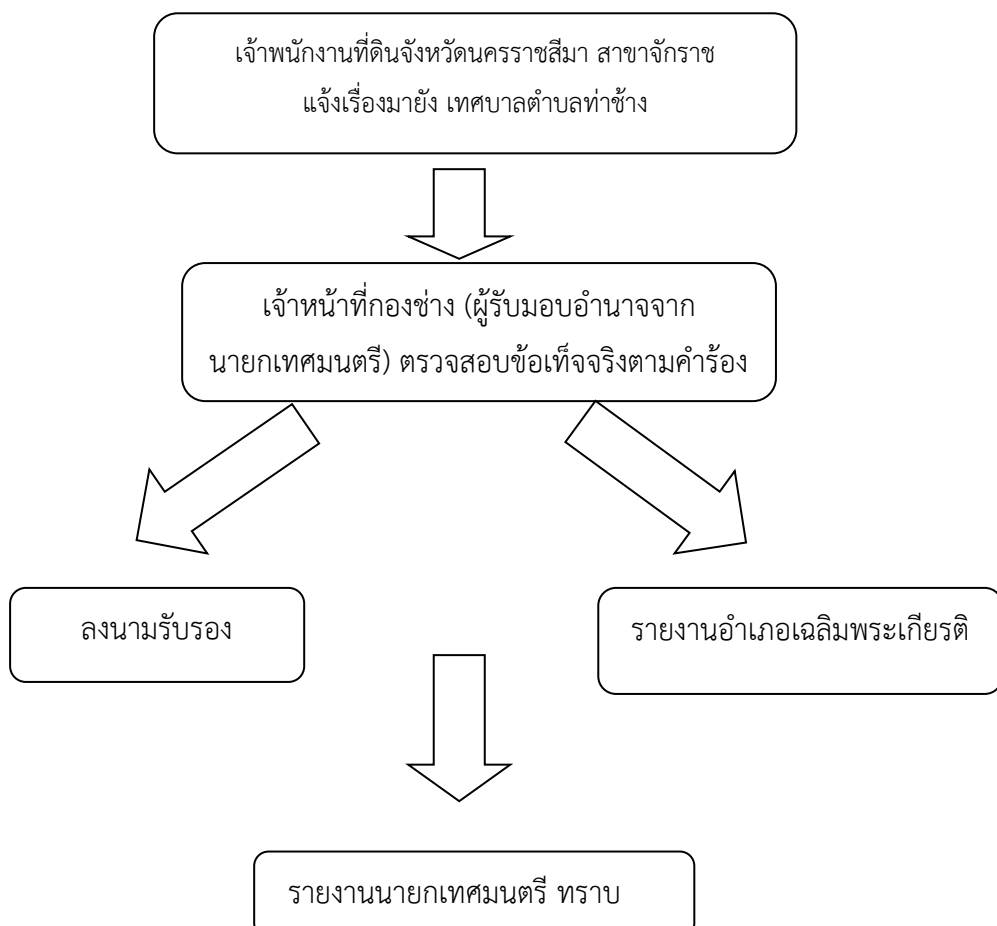 เจ้าพนักงานที่ดินจังหวัดนครราชสีมา สาขาจักราช
แจ้งเรื่องมายัง เทศบาลตำบลท่าช้าง
เจ้าหน้าที่กองช่าง (ผู้รับมอบอำนาจจาก
นายกเทศมนตรี) ตรวจสอบข้อเท็จจริงตามคำร้อง
ลงนามรับรอง
รายงานอำเภอเฉลิมพระเกียรติ
รายงานนายกเทศมนตรี ทราบ